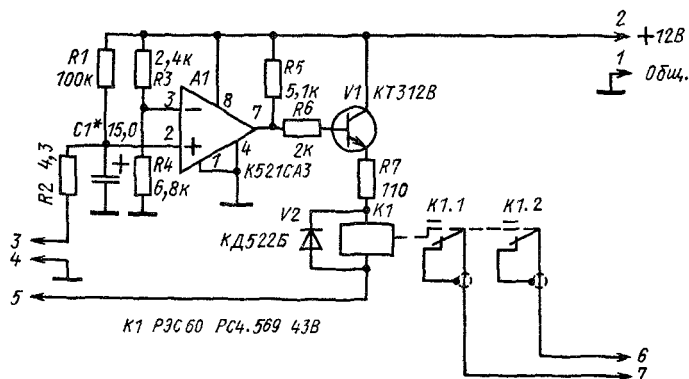 2
+12В
1
Общ.
R1
100к
2,4к
R3
A1
3
2
8
7
1
4
C1* 15,0
R2 4,3
R4
6,8к
К521СА3
R5
5,1к
R6
2к
V1
КТ312В
R7
110
V2
КД522Б
K1
K1.1
K1.2
3
4
5
6
7
К1 РЭС60 РС4.569 43В